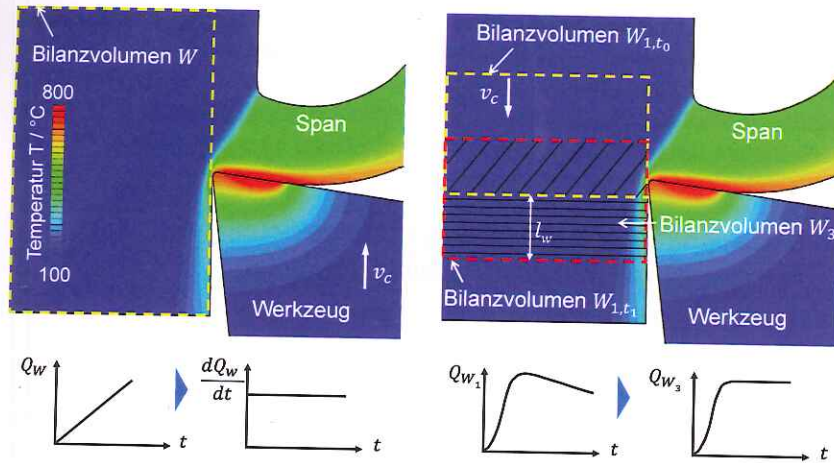 Bilanzvolumen W
800
Temperatur T / °C
100
Span
v_c
Werkzeug
Q_W
t
dQ_w
dt
t
Bilanzvolumen W_{1,t_0}
v_c
Span
l_w
Bilanzvolumen W_3
Bilanzvolumen W_{1,t_1}
Werkzeug
Q_{W_1}
t
Q_{W_3}
t